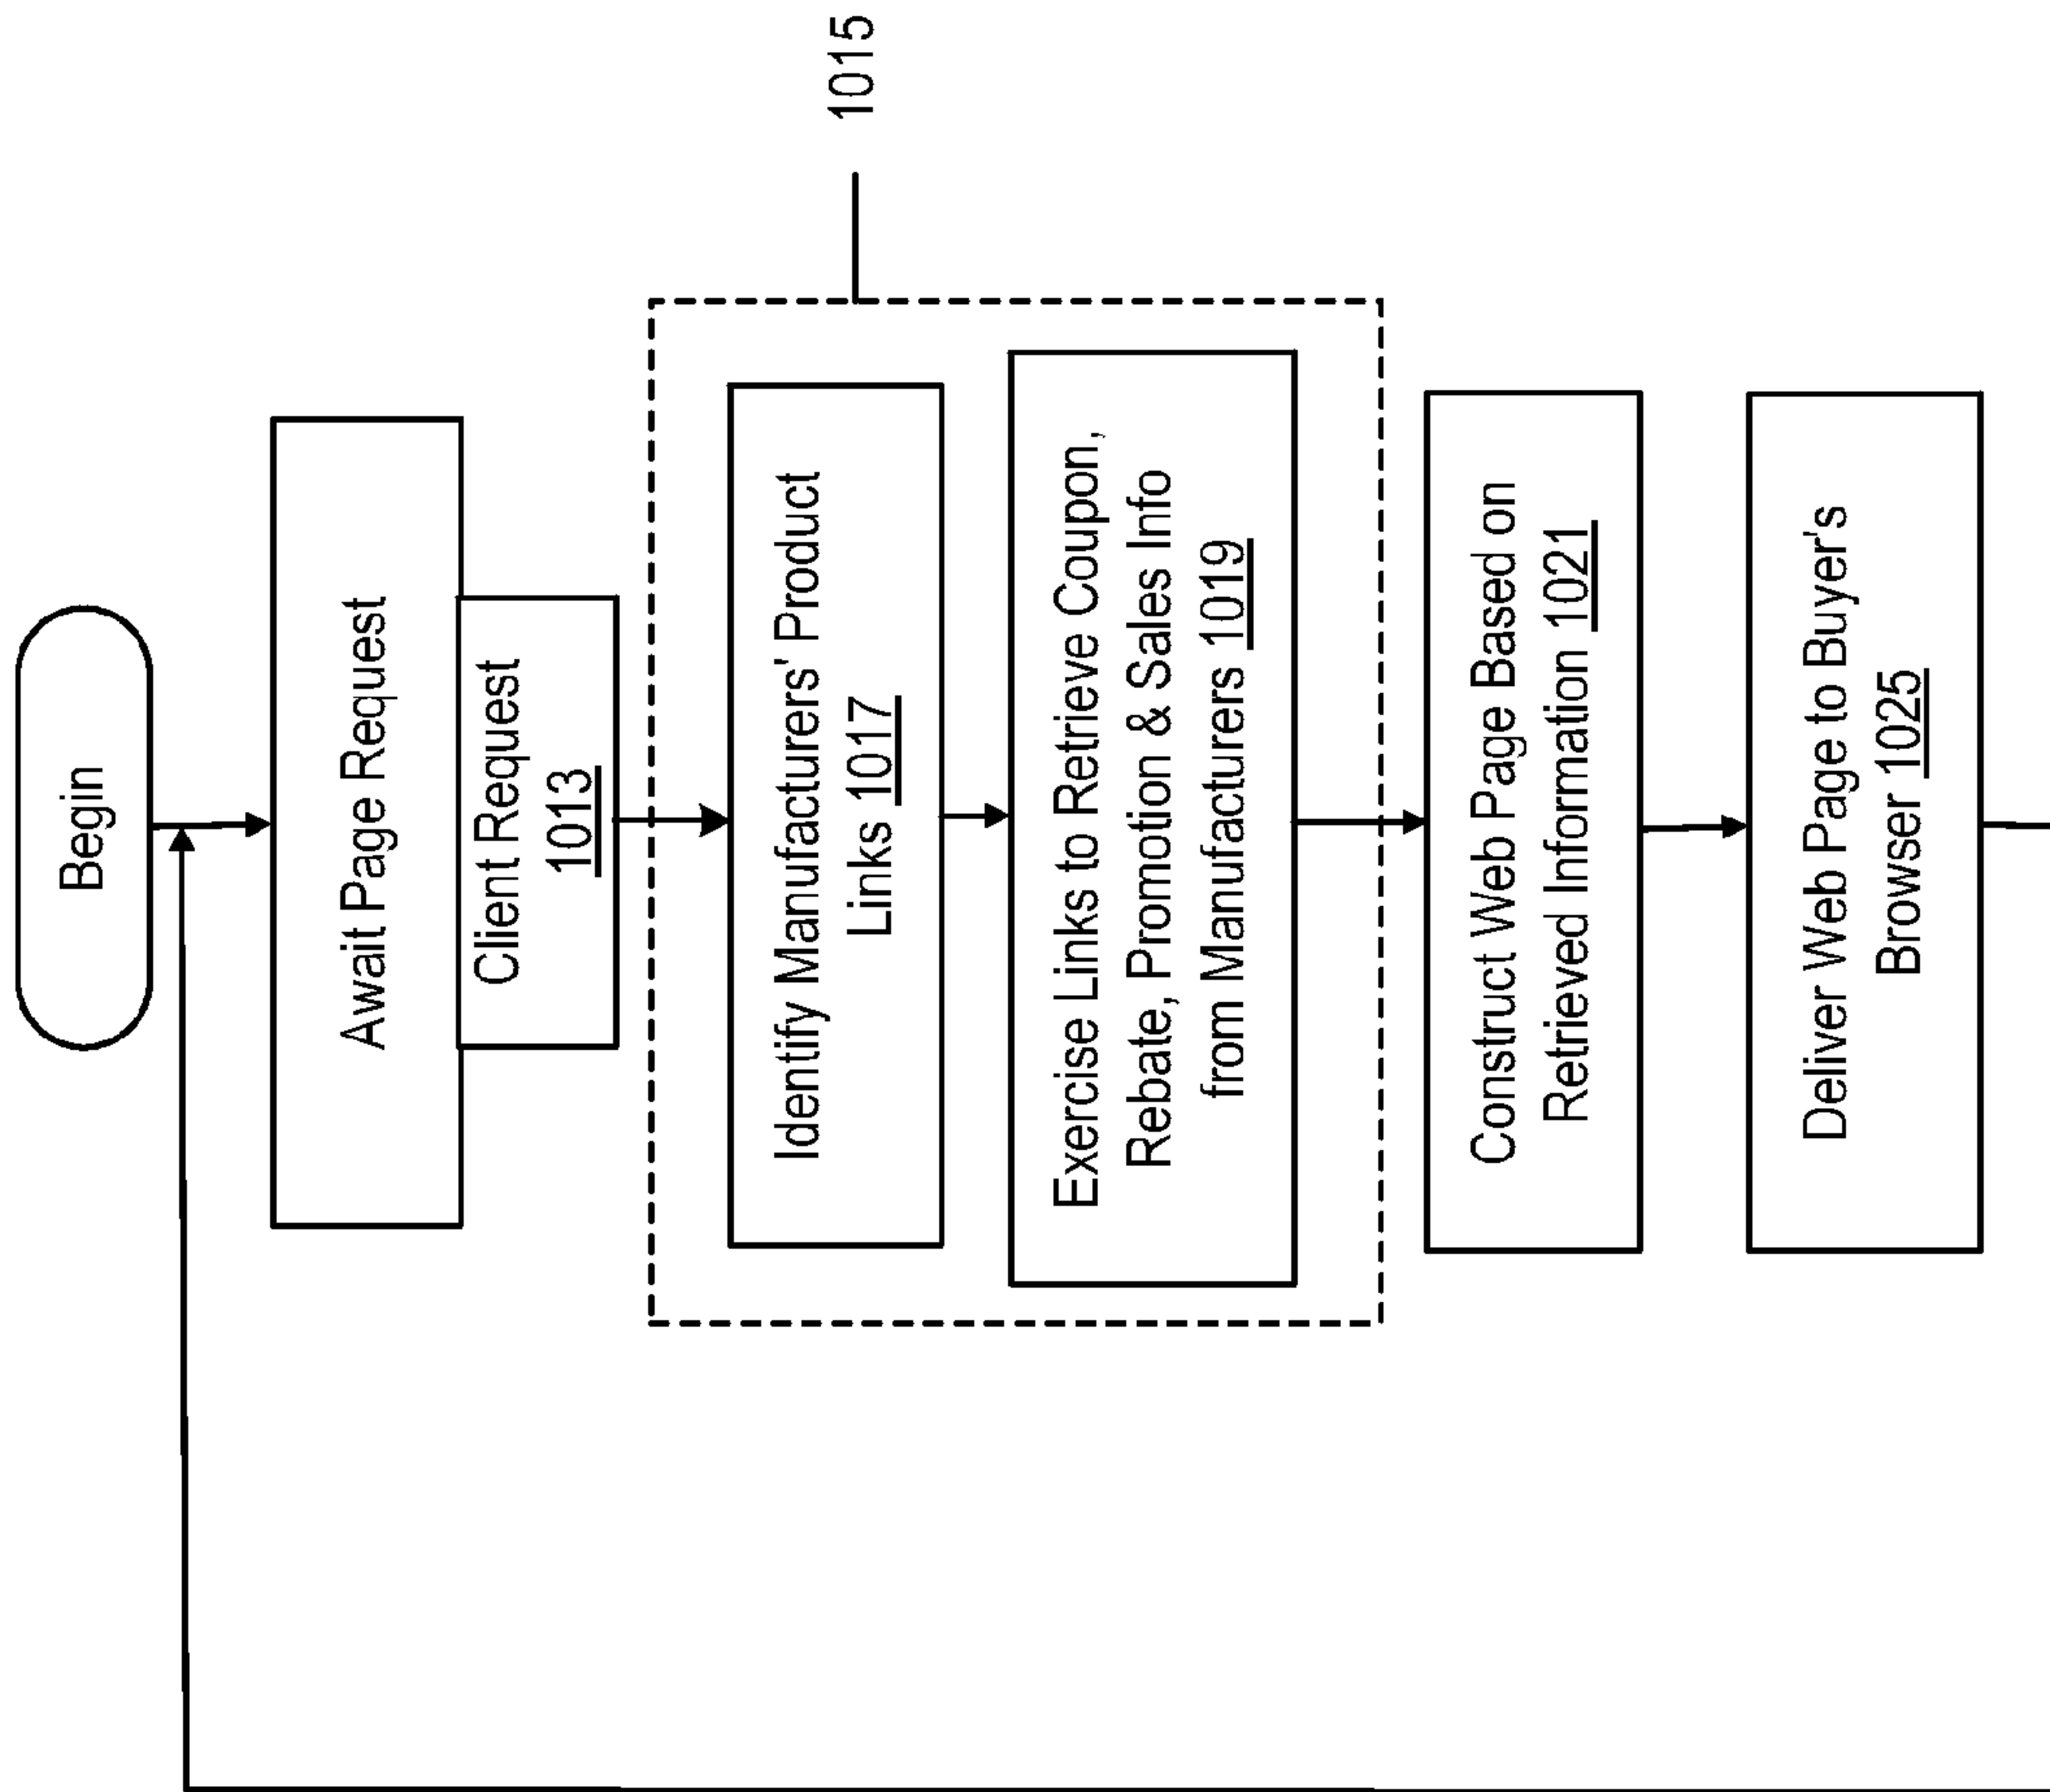 Begin
Await Page Request
Client Request
1013
1015
Identify Manufacturers' Product
Links 1017
Exercise Links to Retrieve Coupon,
Rebate, Promotion & Sales Info
from Manufacturers 1019
Construct Web Page Based on
Retrieved Information 1021
Deliver Web Page to Buyer's
Browser 1025